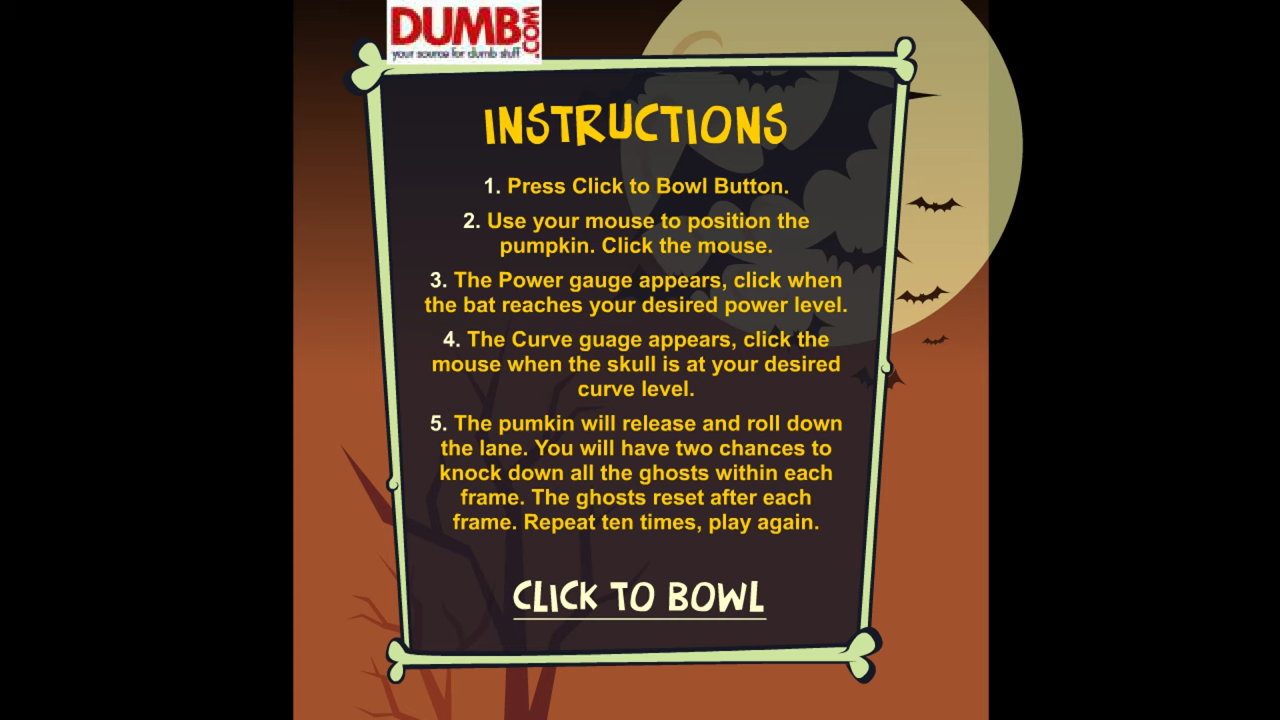 DUMB.COM
your source for dumb stuff
INSTRUCTIONS
1. Press Click to Bowl Button.
2. Use your mouse to position the
pumpkin. Click the mouse.
3. The Power gauge appears, click when
the bat reaches your desired power level.
4. The Curve guage appears, click the
mouse when the skull is at your desired
curve level.
5. The pumkin will release and roll down
the lane. You will have two chances to
knock down all the ghosts within each
frame. The ghosts reset after each
frame. Repeat ten times, play again.
CLICK TO BOWL